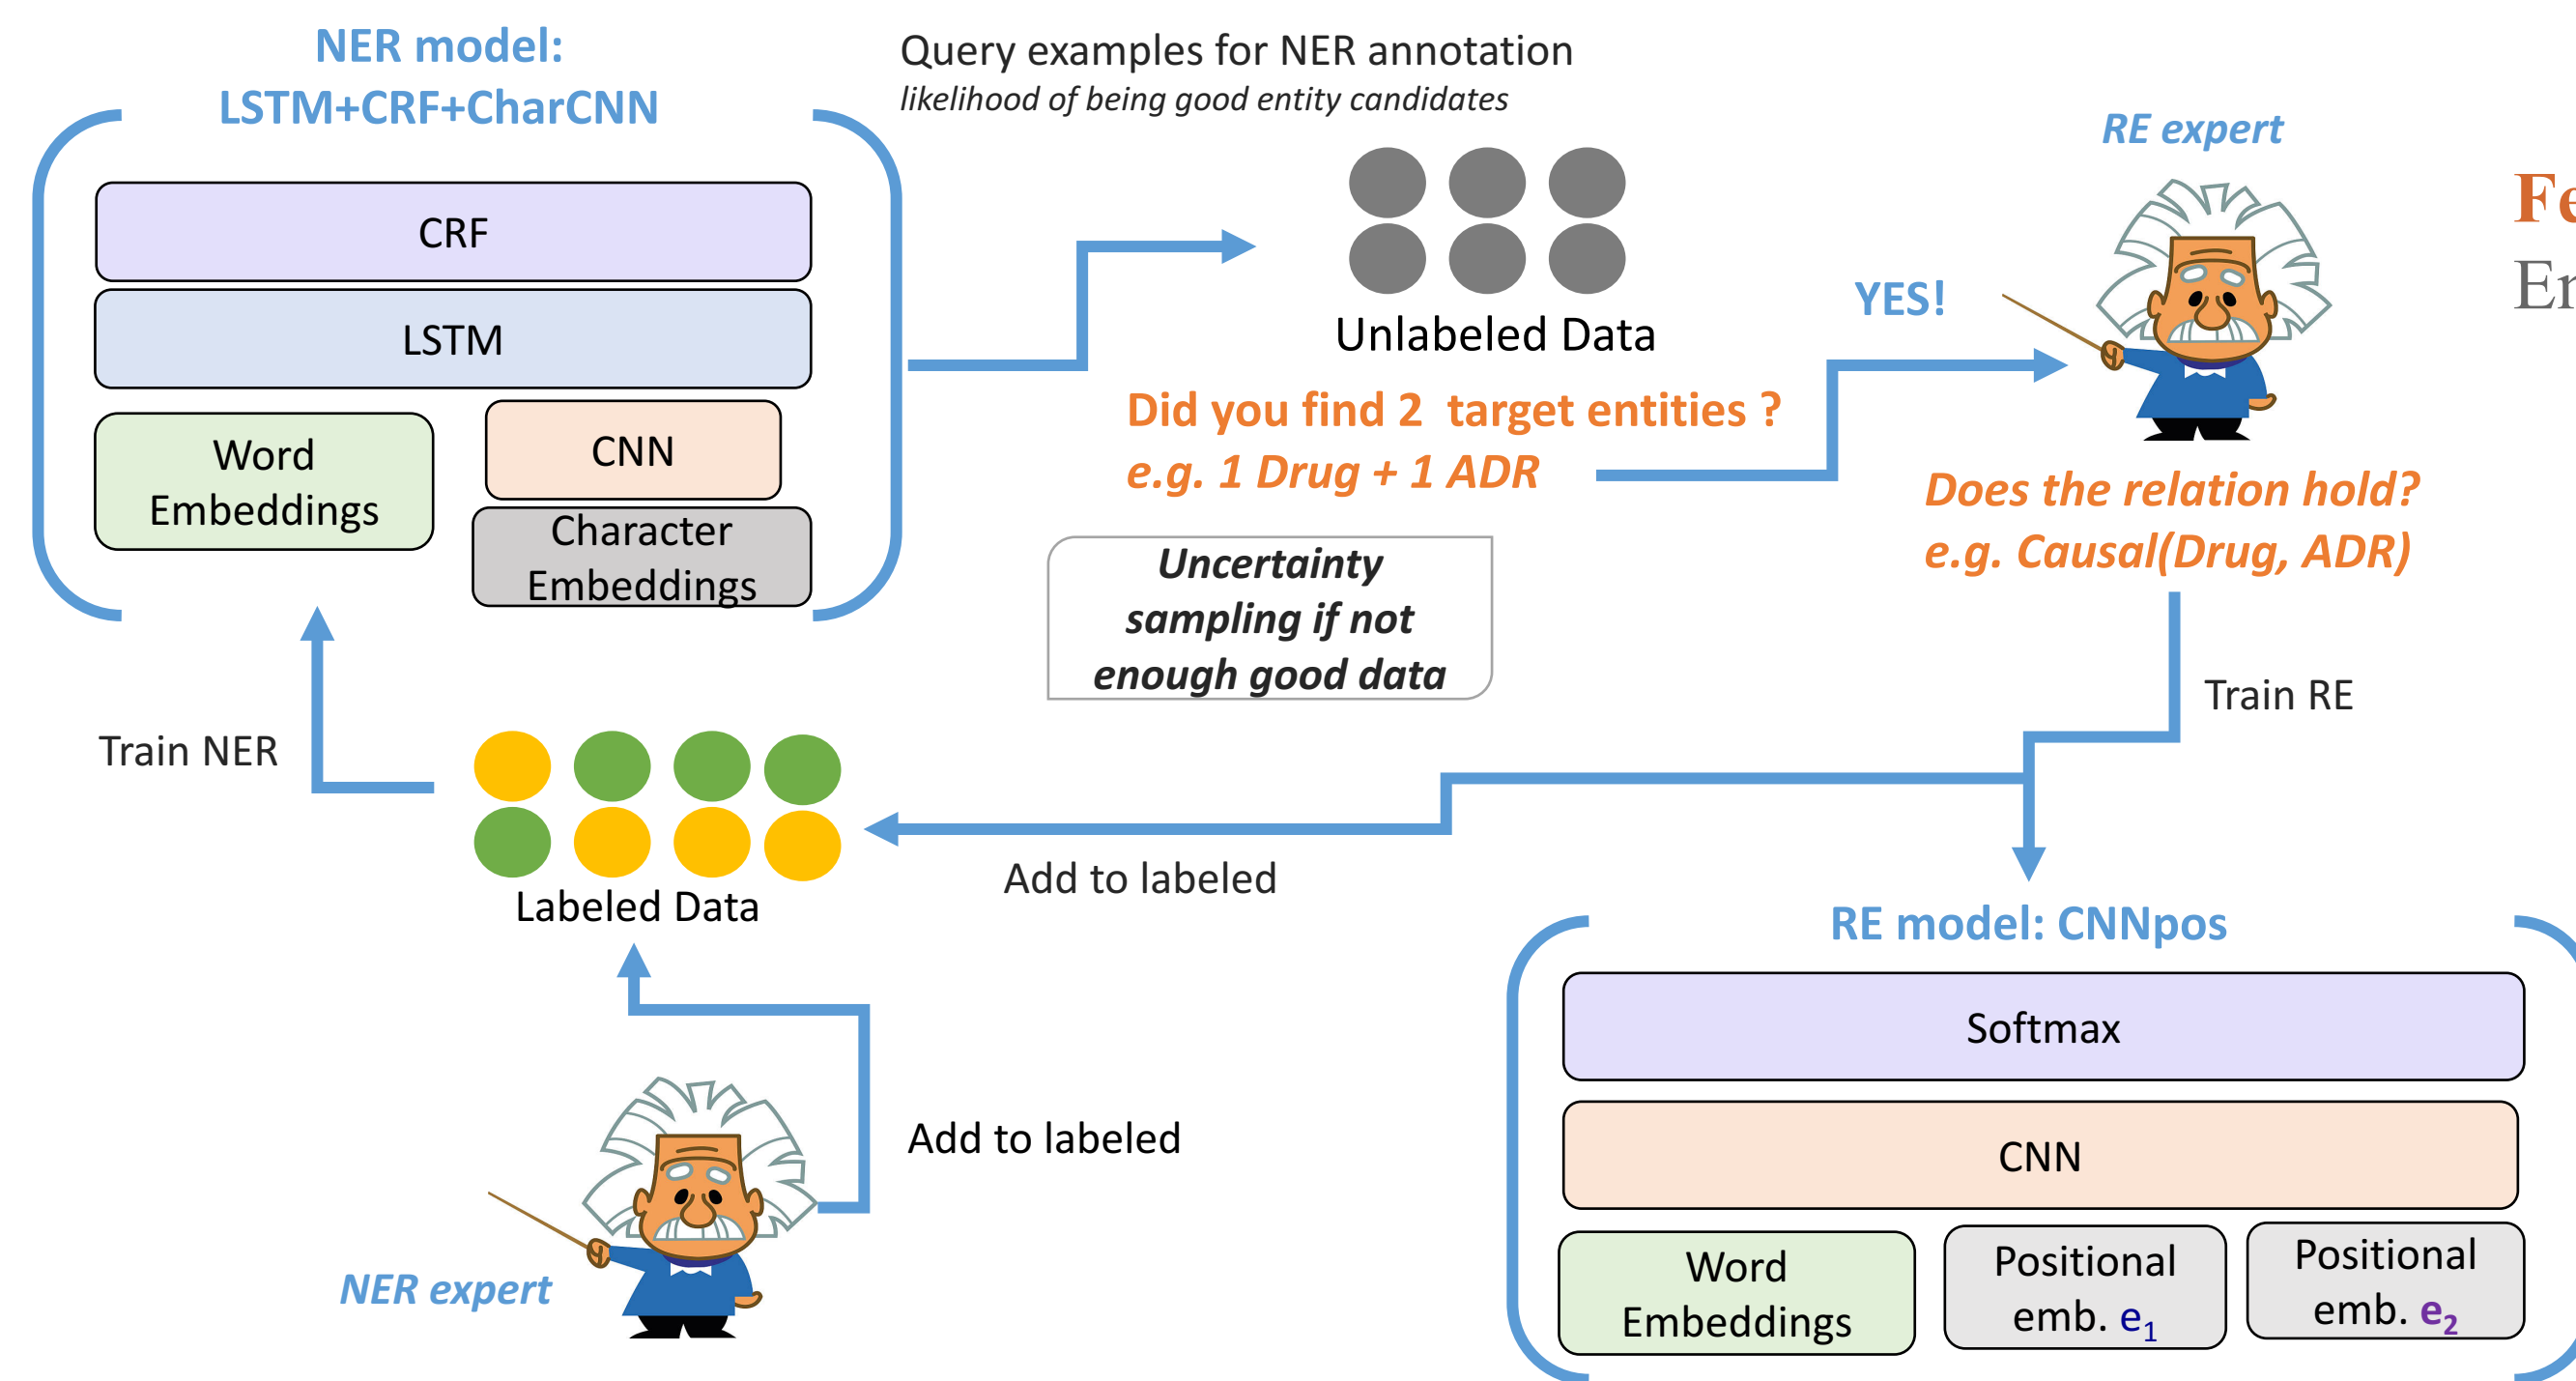 NER model:
LSTM+CRF+CharCNN
CRF
LSTM
Word
Embeddings
CNN
Character
Embeddings
Query examples for NER annotation
likelihood of being good entity candidates
Unlabeled Data
Did you find 2 target entities ?
e.g. 1 Drug + 1 ADR
Uncertainty
sampling if not
enough good data
YES!
RE expert
Does the relation hold?
e.g. Causal(Drug, ADR)
Train RE
Train NER
Labeled Data
Add to labeled
Add to labeled
NER expert
RE model: CNNpos
Softmax
CNN
Word
Embeddings
Positional
emb. e₁
Positional
emb. e₂